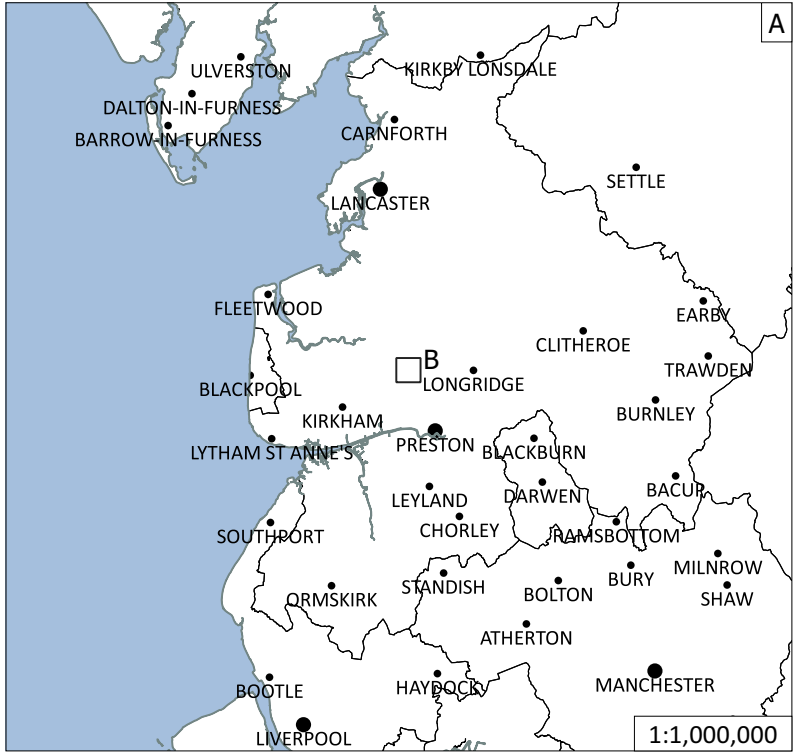 A
ULVERSTON
KIRKBY LONSDALE
DALTON-IN-FURNESS
BARROW-IN-FURNESS
CARNFORTH
SETTLE
LANCASTER
FLEETWOOD
EARBY
CLITHEROE
B
TRAWDEN
BLACKPOOL
LONGRIDGE
BURNLEY
KIRKHAM
PRESTON
LYTHAM ST ANNE'S
BLACKBURN
BACUP
DARWEN
LEYLAND
CHORLEY
SOUTHPORT
RAMSBOTTOM
MILNROW
BURY
STANDISH
BOLTON
SHAW
ORMSKIRK
ATHERTON
MANCHESTER
HAYDOCK
BOOTLE
LIVERPOOL
1:1,000,000